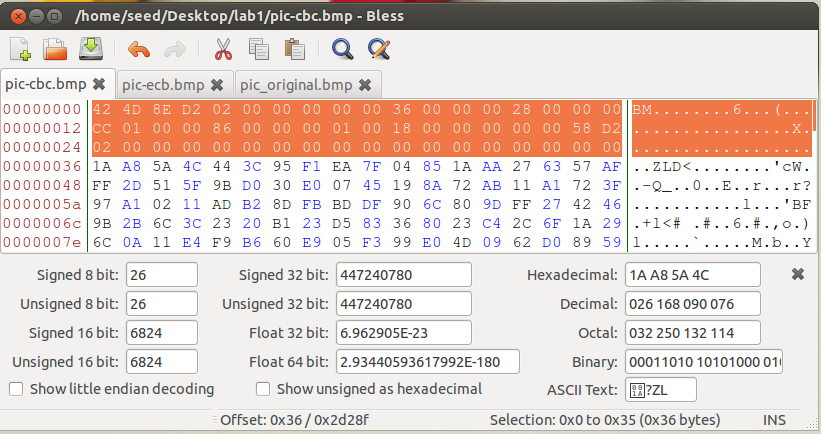 /home/seed/Desktop/lab1/pic-cbc.bmp - Bless
pic-cbc.bmp pic-ecb.bmp pic_original.bmp
00000000 42 4D 8E D2 02 00 00 00 00 00 36 00 00 00 28 00 00 00 BM........6...(...
00000012 CC 01 00 00 86 00 00 00 01 00 18 00 00 00 00 00 58 D2 ................X.
00000024 02 00 00 00 00 00 00 00 00 00 00 00 00 00 00 00 00 00 ..................
00000036 1A A8 5A 4C 44 3C 95 F1 EA 7F 04 85 1A AA 27 63 57 AF ..ZLD<........'cW.
00000048 FF 2D 51 5F 9B D0 30 E0 07 45 19 8A 72 AB 11 A1 72 3F .-Q_..0..E..r...r?
0000005a 97 A1 02 11 AD B2 8D FB BD DF 90 6C 80 9D FF 27 42 46 ...........l...'BF
0000006c 9B 2B 6C 3C 23 20 B1 23 D5 83 36 80 23 C4 2C 6F 1A 29 .+l<# .#..6.#.,o.)
0000007e 6C 0A 11 E4 F9 B6 60 E9 05 F3 99 E0 4D 09 62 D0 89 59 l.....`.....M.b..Y
Signed 8 bit: 26 Signed 32 bit: 447240780 Hexadecimal: 1A A8 5A 4C
Unsigned 8 bit: 26 Unsigned 32 bit: 447240780 Decimal: 026 168 090 076
Signed 16 bit: 6824 Float 32 bit: 6.962905E-23 Octal: 032 250 132 114
Unsigned 16 bit: 6824 Float 64 bit: 2.93440593617992E-180 Binary: 00011010 10101000 010
Show little endian decoding Show unsigned as hexadecimal ASCII Text: ?ZL
Offset: 0x36 / 0x2d28f Selection: 0x0 to 0x35 (0x36 bytes) INS